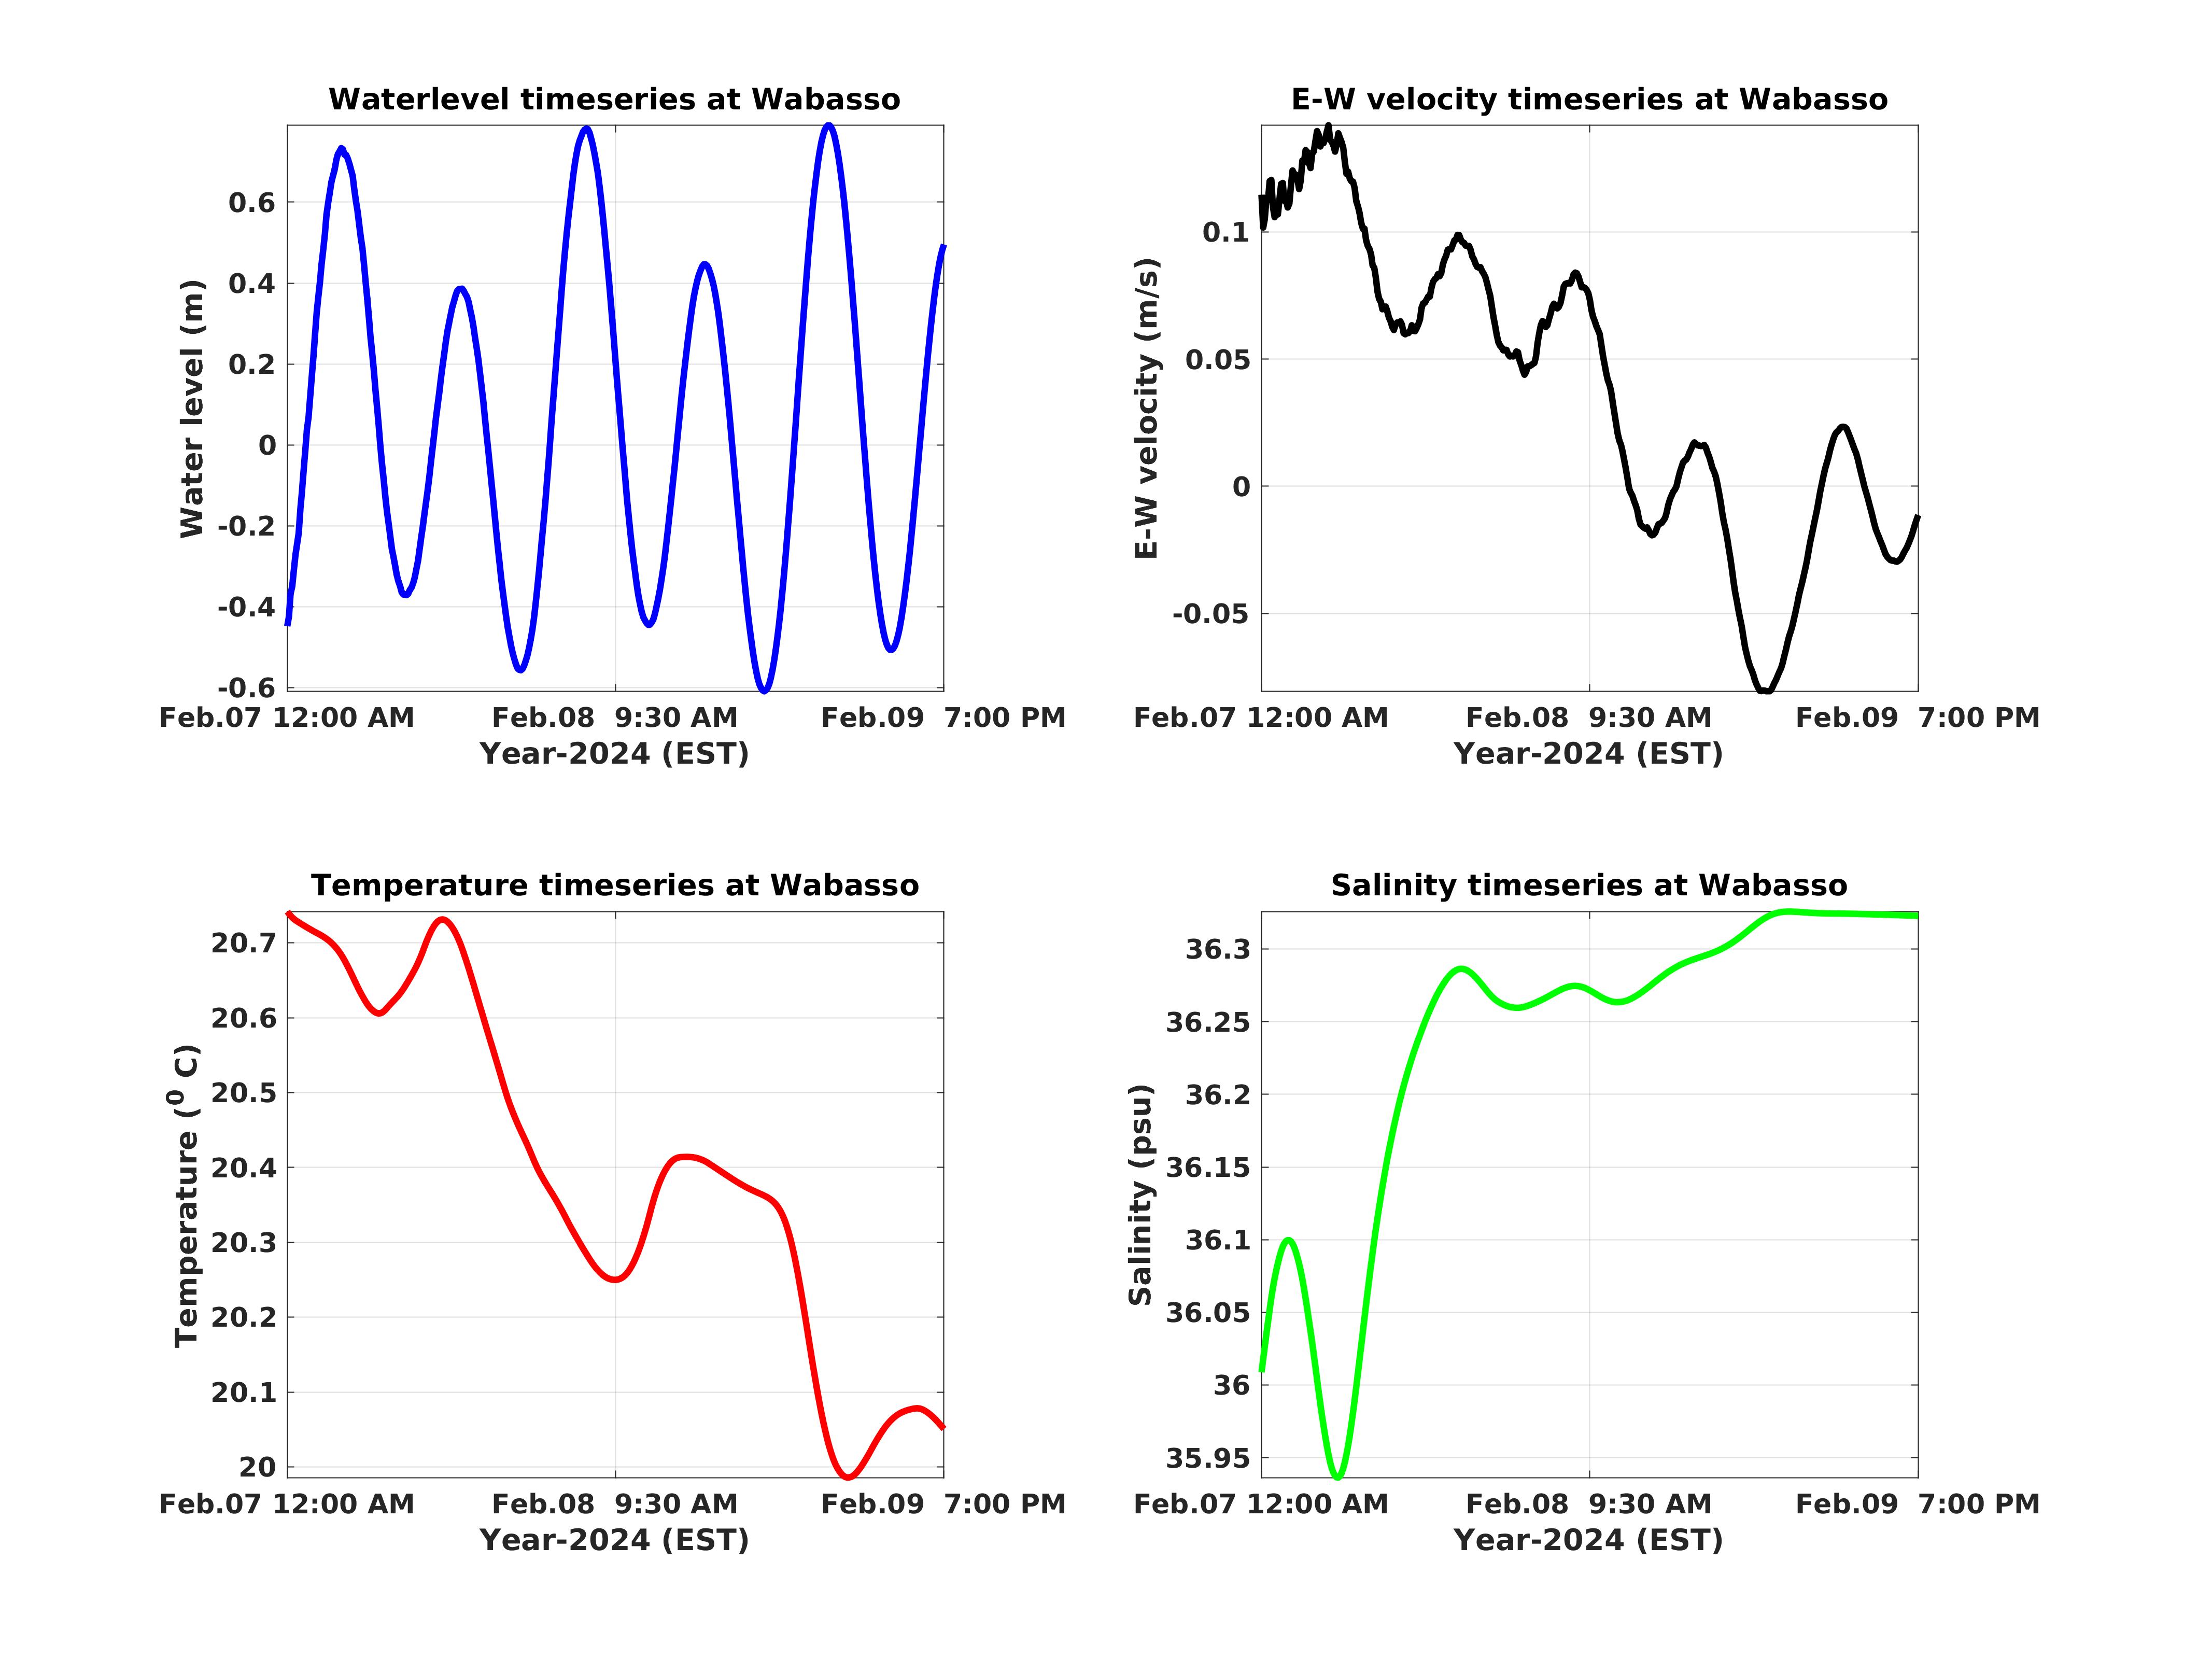 Waterlevel timeseries at Wabasso
Water level (m)
0.6
0.4
0.2
0
-0.2
-0.4
-0.6
Feb.07 12:00 AM Feb.08 9:30 AM Feb.09 7:00 PM
Year-2024 (EST)
E-W velocity timeseries at Wabasso
E-W velocity (m/s)
0.1
0.05
0
-0.05
Feb.07 12:00 AM Feb.08 9:30 AM Feb.09 7:00 PM
Year-2024 (EST)
Temperature timeseries at Wabasso
Temperature (⁰ C)
20.7
20.6
20.5
20.4
20.3
20.2
20.1
20
Feb.07 12:00 AM Feb.08 9:30 AM Feb.09 7:00 PM
Year-2024 (EST)
Salinity timeseries at Wabasso
Salinity (psu)
36.3
36.25
36.2
36.15
36.1
36.05
36
35.95
Feb.07 12:00 AM Feb.08 9:30 AM Feb.09 7:00 PM
Year-2024 (EST)